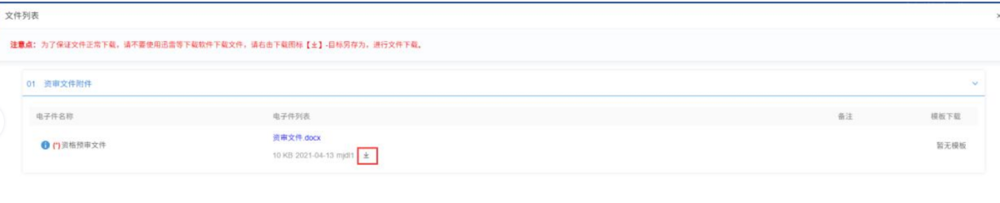 文件列表
×
注意点：为了保证文件正常下载，请不要使用迅雷等下载软件下载文件，请右击下载图标【⤓】-目标另存为，进行文件下载。
01 资审文件附件
电子件名称 电子件列表 备注 模板下载
资审文件.docx
(*)资格预审文件 暂无模板
10 KB 2021-04-13 mjdl1